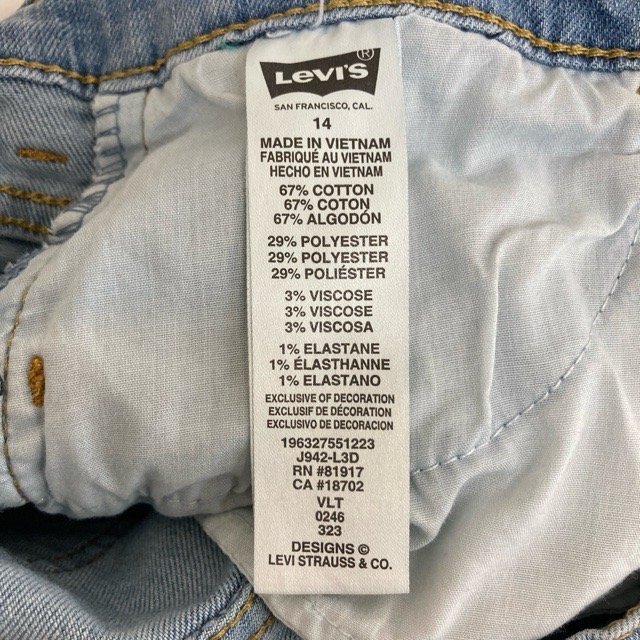 LEVI'S®
SAN FRANCISCO, CAL.
14
MADE IN VIETNAM
FABRIQUÉ AU VIETNAM
HECHO EN VIETNAM
67% COTTON
67% COTON
67% ALGODÓN
29% POLYESTER
29% POLYESTER
29% POLIÉSTER
3% VISCOSE
3% VISCOSE
3% VISCOSA
1% ELASTANE
1% ÉLASTHANNE
1% ELASTANO
EXCLUSIVE OF DECORATION
EXCLUSIF DE DÉCORATION
EXCLUSIVO DE DECORACION
196327551223
J942-L3D
RN #81917
CA #18702
VLT
0246
323
DESIGNS ©
LEVI STRAUSS & CO.